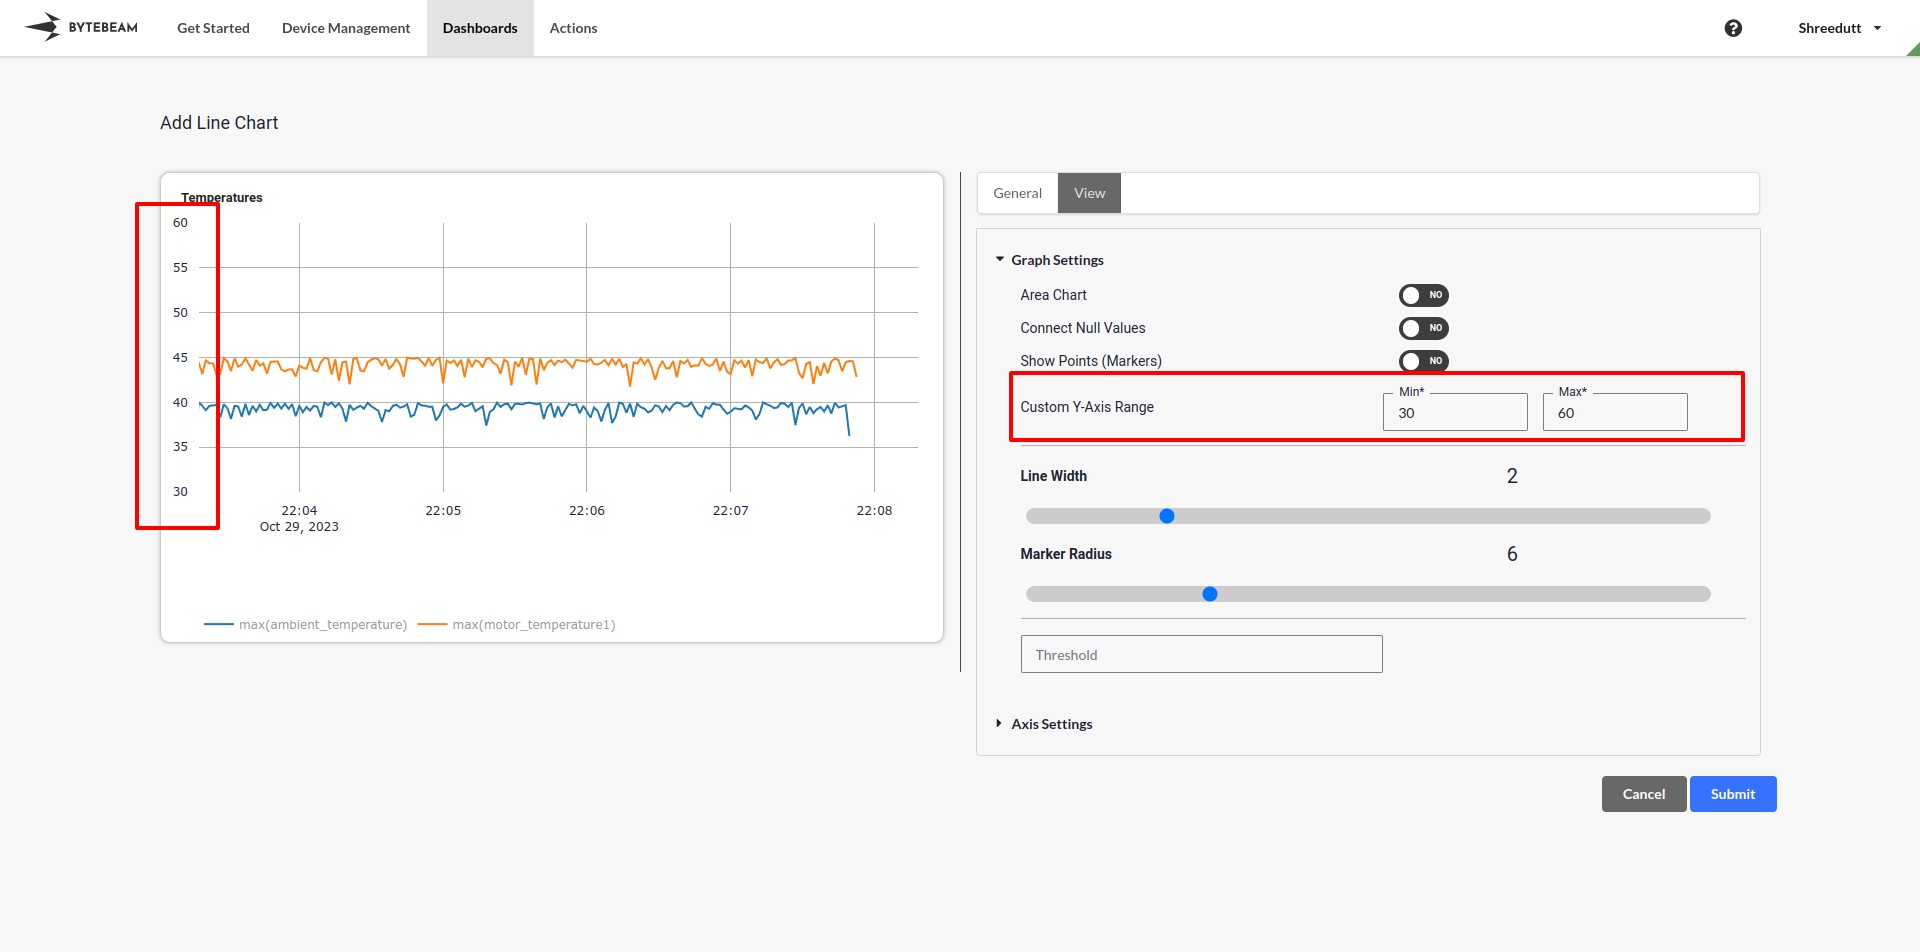 BYTEBEAM
Get Started
Device Management
Dashboards
Actions
?
Shreedutt
Add Line Chart
Temperatures
60
55
50
45
40
35
30
22:04
22:05
22:06
22:07
22:08
Oct 29, 2023
max(ambient_temperature)
max(motor_temperature1)
General
View
Graph Settings
Area Chart
NO
Connect Null Values
NO
Show Points (Markers)
NO
Custom Y-Axis Range
Min*
30
Max*
60
Line Width
2
Marker Radius
6
Threshold
Axis Settings
Cancel
Submit